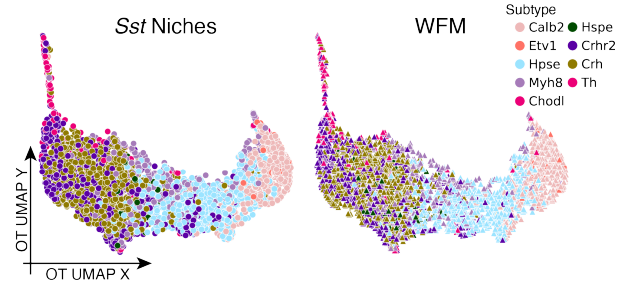 Sst Niches
WFM
Subtype
Calb2
Hspe
Etv1
Crhr2
Hpse
Crh
Myh8
Th
Chodl
OT UMAP Y
OT UMAP X